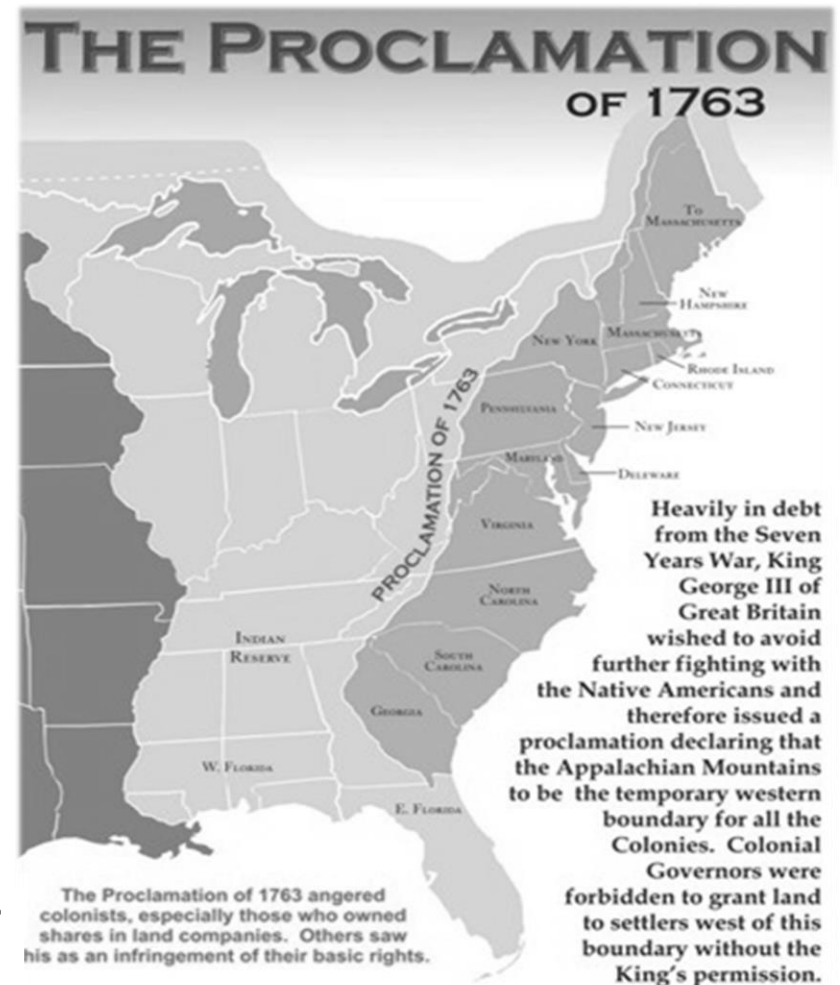 THE PROCLAMATION
OF 1763
TO
MASSACHUSETTS
NEW
HAMPSHIRE
NEW YORK
MASSACHUSETTS
RHODE ISLAND
CONNECTICUT
PROCLAMATION OF 1763
PENNSYLVANIA
NEW JERSEY
MARYLAND
DELEWARE
VIRGINIA
NORTH
CAROLINA
INDIAN
RESERVE
SOUTH
CAROLINA
GEORGIA
W. FLORIDA
E. FLORIDA
Heavily in debt
from the Seven
Years War, King
George III of
Great Britain
wished to avoid
further fighting with
the Native Americans and
therefore issued a
proclamation declaring that
the Appalachian Mountains
to be the temporary western
boundary for all the
Colonies. Colonial
Governors were
forbidden to grant land
to settlers west of this
boundary without the
King's permission.
The Proclamation of 1763 angered
colonists, especially those who owned
shares in land companies. Others saw
his as an infringement of their basic rights.